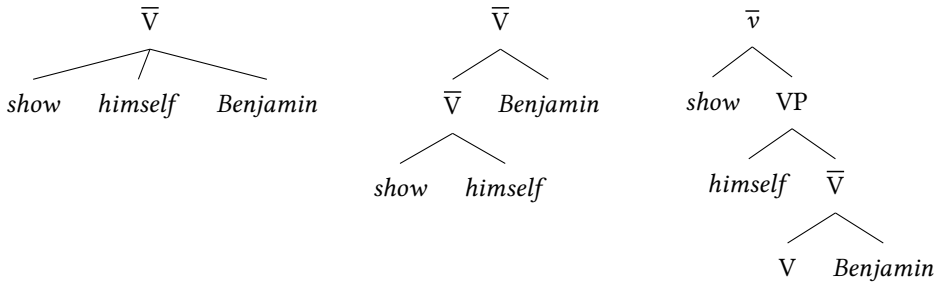 V̅ V̅ v̅
show himself Benjamin V̅ Benjamin show VP
show himself himself V̅
V Benjamin